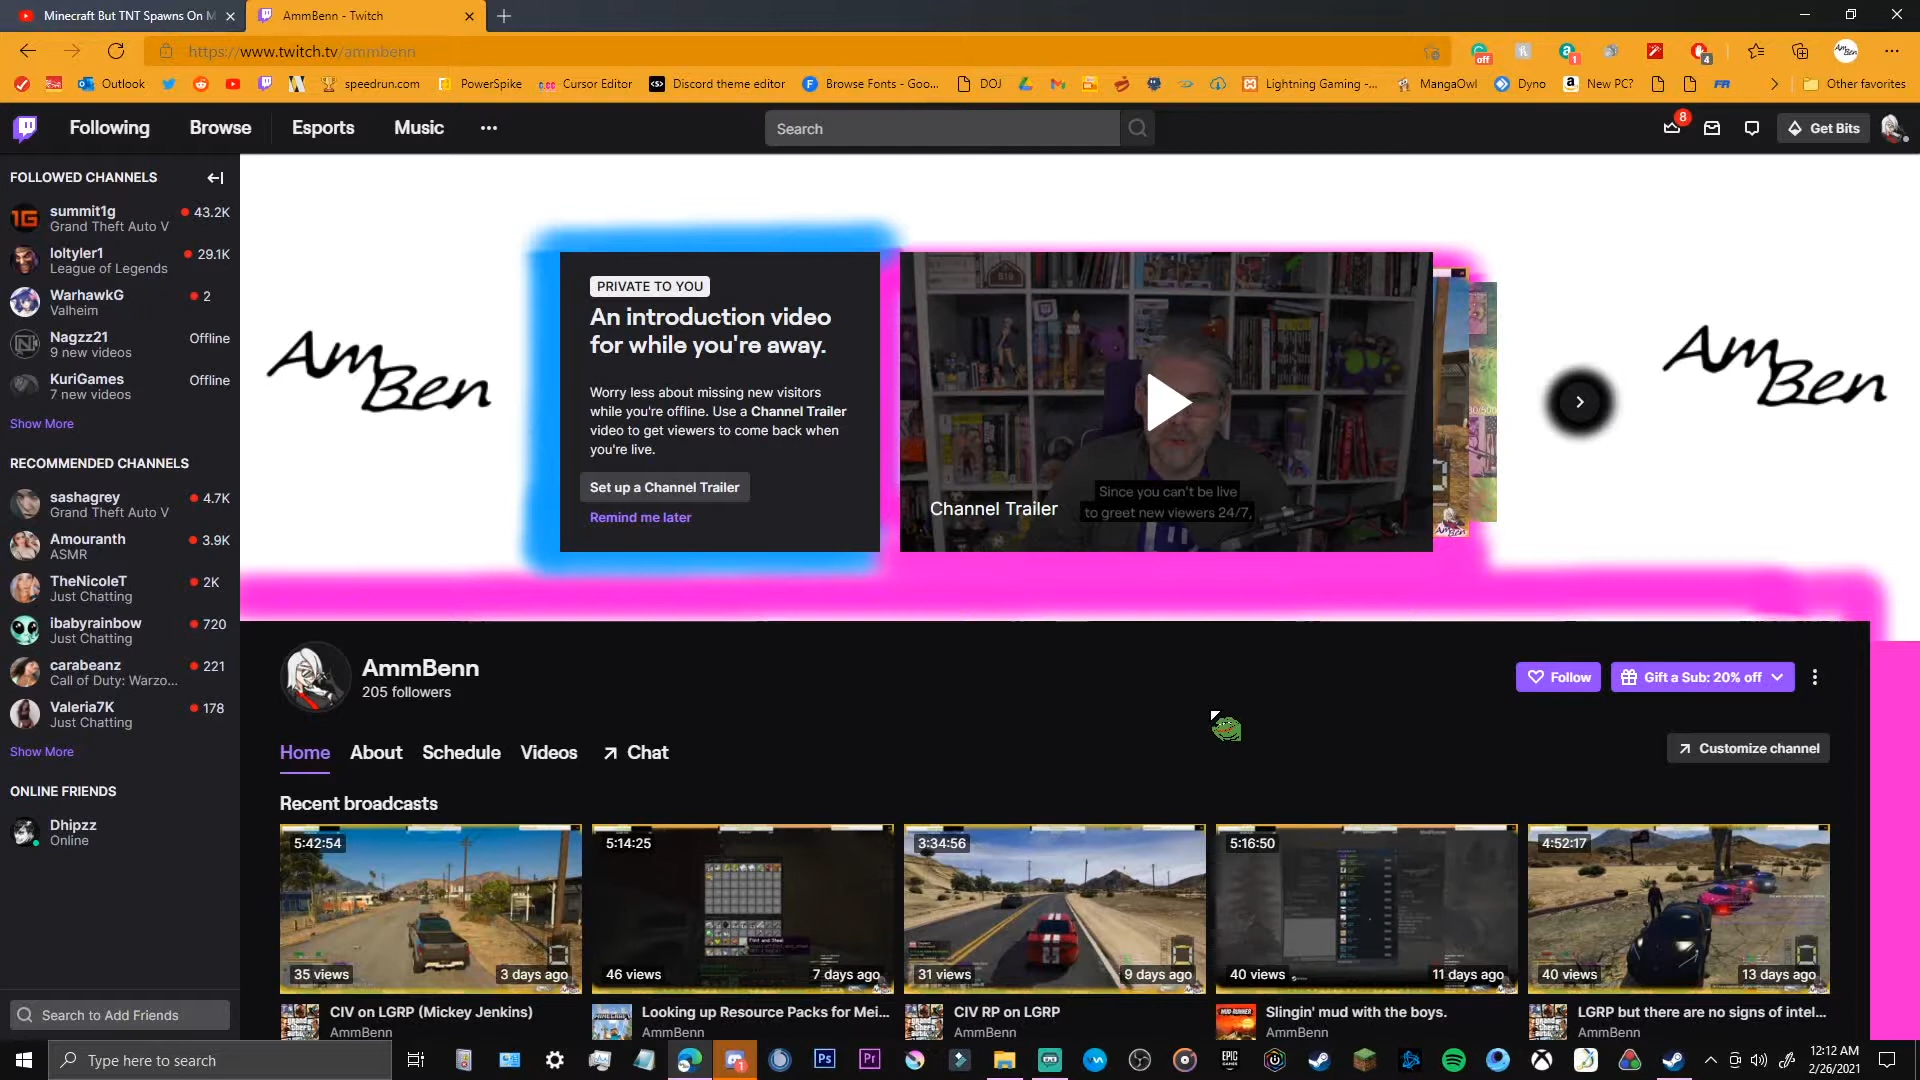 Minecraft But TNT Spawns On M
AmmBenn - Twitch
https://www.twitch.tv/ammbenn
off
1
4
Outlook
speedrun.com
PowerSpike
Cursor Editor
Discord theme editor
Browse Fonts - Goo...
DOJ
Lightning Gaming -...
MangaOwl
Dyno
New PC?
Other favorites
Following
Browse
Esports
Music
Search
8
Get Bits
FOLLOWED CHANNELS
summit1g
43.2K
Grand Theft Auto V
loltyler1
29.1K
League of Legends
WarhawkG
2
Valheim
Nagzz21
Offline
9 new videos
KuriGames
Offline
7 new videos
Show More
RECOMMENDED CHANNELS
sashagrey
4.7K
Grand Theft Auto V
Amouranth
3.9K
ASMR
TheNicoleT
2K
Just Chatting
ibabyrainbow
720
Just Chatting
carabeanz
221
Call of Duty: Warzo...
Valeria7K
178
Just Chatting
Show More
ONLINE FRIENDS
Dhipzz
Online
Search to Add Friends
Am
Ben
PRIVATE TO YOU
An introduction video
for while you're away.
Worry less about missing new visitors
while you're offline. Use a Channel Trailer
video to get viewers to come back when
you're live.
Set up a Channel Trailer
Remind me later
Channel Trailer
Since you can't be live
to greet new viewers 24/7,
Am
Ben
AmmBenn
205 followers
Follow
Gift a Sub: 20% off
Home
About
Schedule
Videos
Chat
Customize channel
Recent broadcasts
5:42:54
35 views
3 days ago
CIV on LGRP (Mickey Jenkins)
AmmBenn
5:14:25
46 views
7 days ago
Looking up Resource Packs for Mei...
AmmBenn
3:34:56
31 views
9 days ago
CIV RP on LGRP
AmmBenn
5:16:50
40 views
11 days ago
Slingin' mud with the boys.
AmmBenn
4:52:17
40 views
13 days ago
LGRP but there are no signs of intel...
AmmBenn
Type here to search
Ps
Pr
12:12 AM
2/26/2021